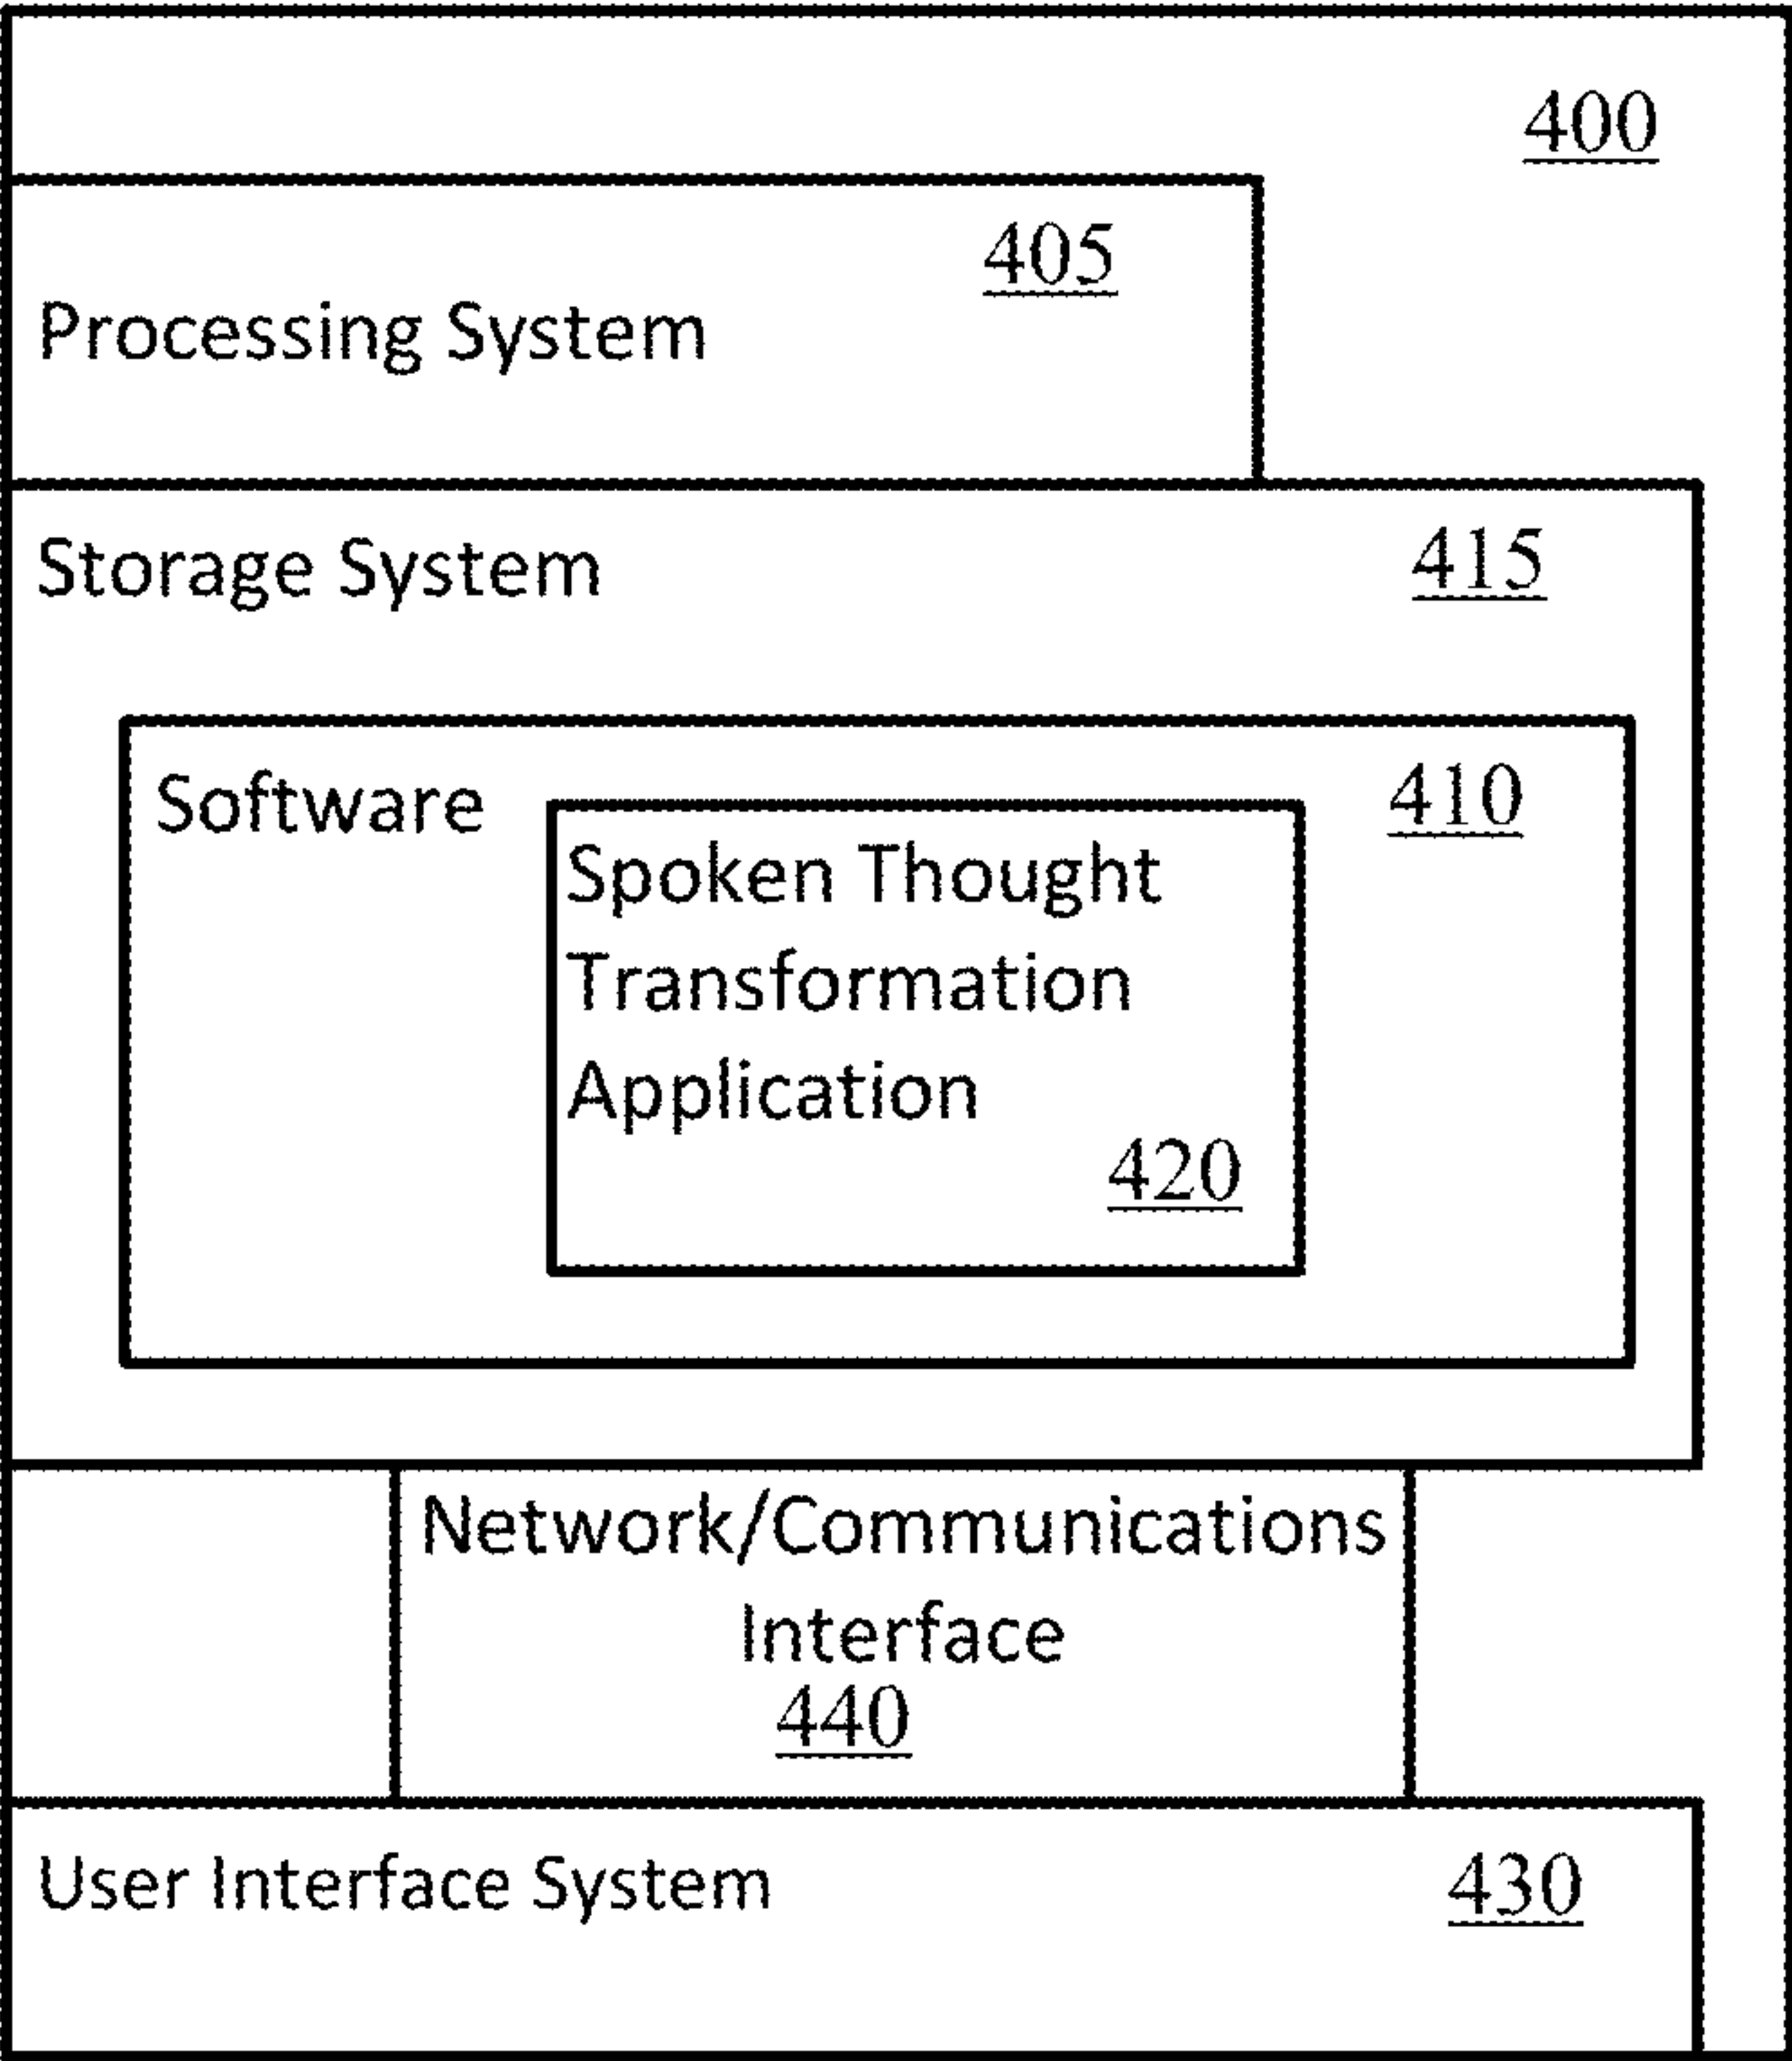 400
405
Processing System
Storage System
415
Software
410
Spoken Thought
Transformation
Application
420
Network/Communications
Interface
440
User Interface System
430